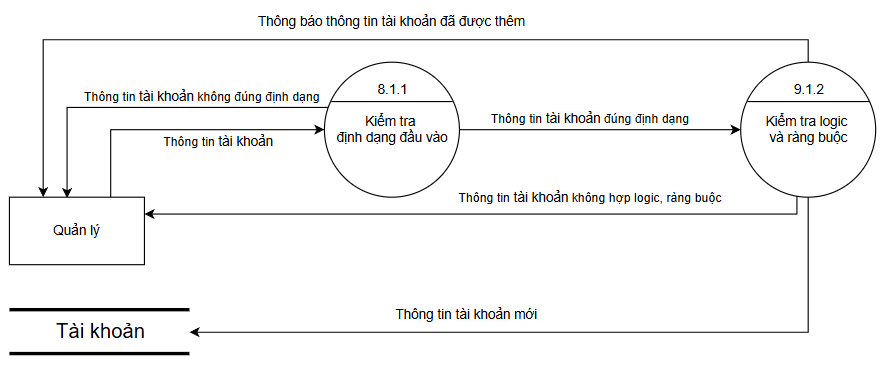 Thông báo thông tin tài khoản đã được thêm
8.1.1
9.1.2
Thông tin tài khoản không đúng định dạng
Kiểm tra
định dạng đầu vào
Thông tin tài khoản đúng định dạng
Kiểm tra logic
và ràng buộc
Thông tin tài khoản
Thông tin tài khoản không hợp logic, ràng buộc
Quản lý
Thông tin tài khoản mới
Tài khoản